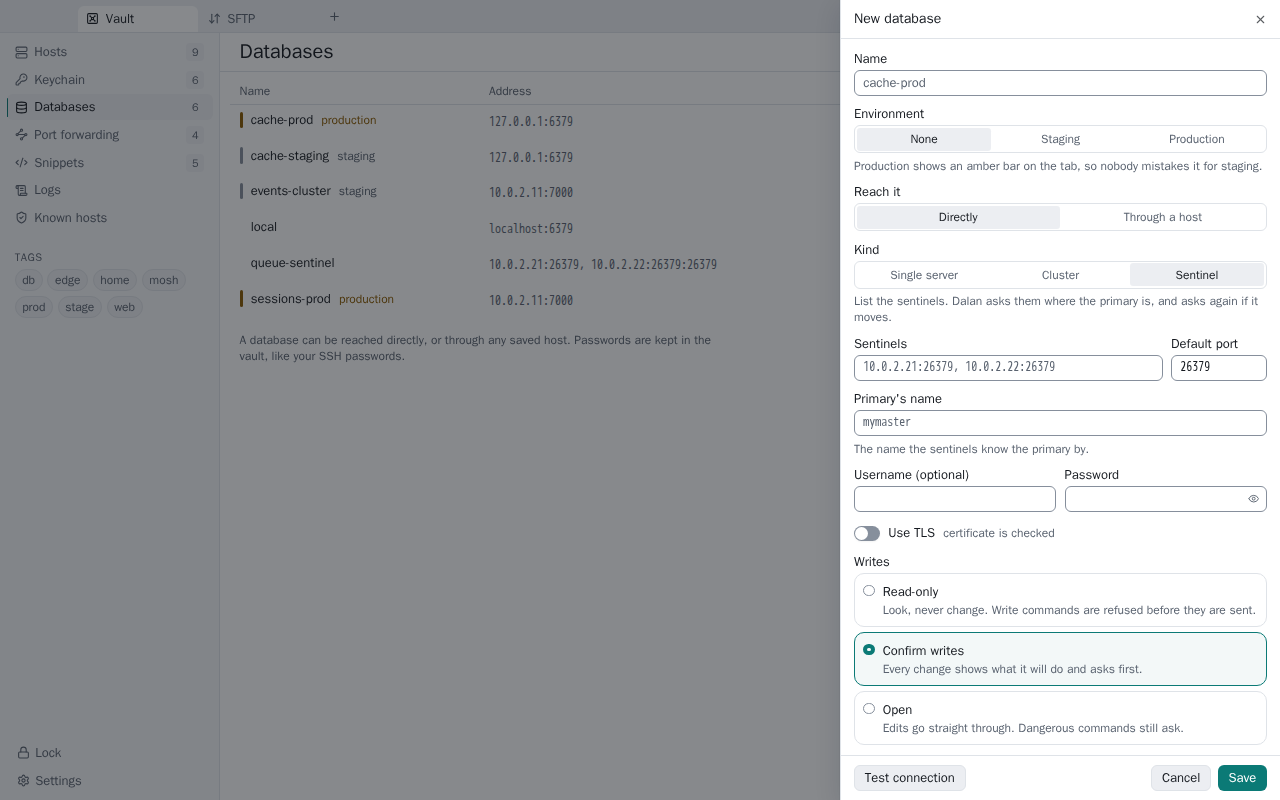 Vault
SFTP
+
Hosts 9
Keychain 6
Databases 6
Port forwarding 4
Snippets 5
Logs
Known hosts
TAGS
db edge home mosh
prod stage web
Lock
Settings
Databases
Name Address
cache-prod production 127.0.0.1:6379
cache-staging staging 127.0.0.1:6379
events-cluster staging 10.0.2.11:7000
local localhost:6379
queue-sentinel 10.0.2.21:26379, 10.0.2.22:26379:26379
sessions-prod production 10.0.2.11:7000
A database can be reached directly, or through any saved host. Passwords are kept in the
vault, like your SSH passwords.
New database
Name
cache-prod
Environment
None Staging Production
Production shows an amber bar on the tab, so nobody mistakes it for staging.
Reach it
Directly Through a host
Kind
Single server Cluster Sentinel
List the sentinels. Dalan asks them where the primary is, and asks again if it
moves.
Sentinels Default port
10.0.2.21:26379, 10.0.2.22:26379 26379
Primary's name
mymaster
The name the sentinels know the primary by.
Username (optional) Password
Use TLS certificate is checked
Writes
Read-only
Look, never change. Write commands are refused before they are sent.
Confirm writes
Every change shows what it will do and asks first.
Open
Edits go straight through. Dangerous commands still ask.
Test connection Cancel Save